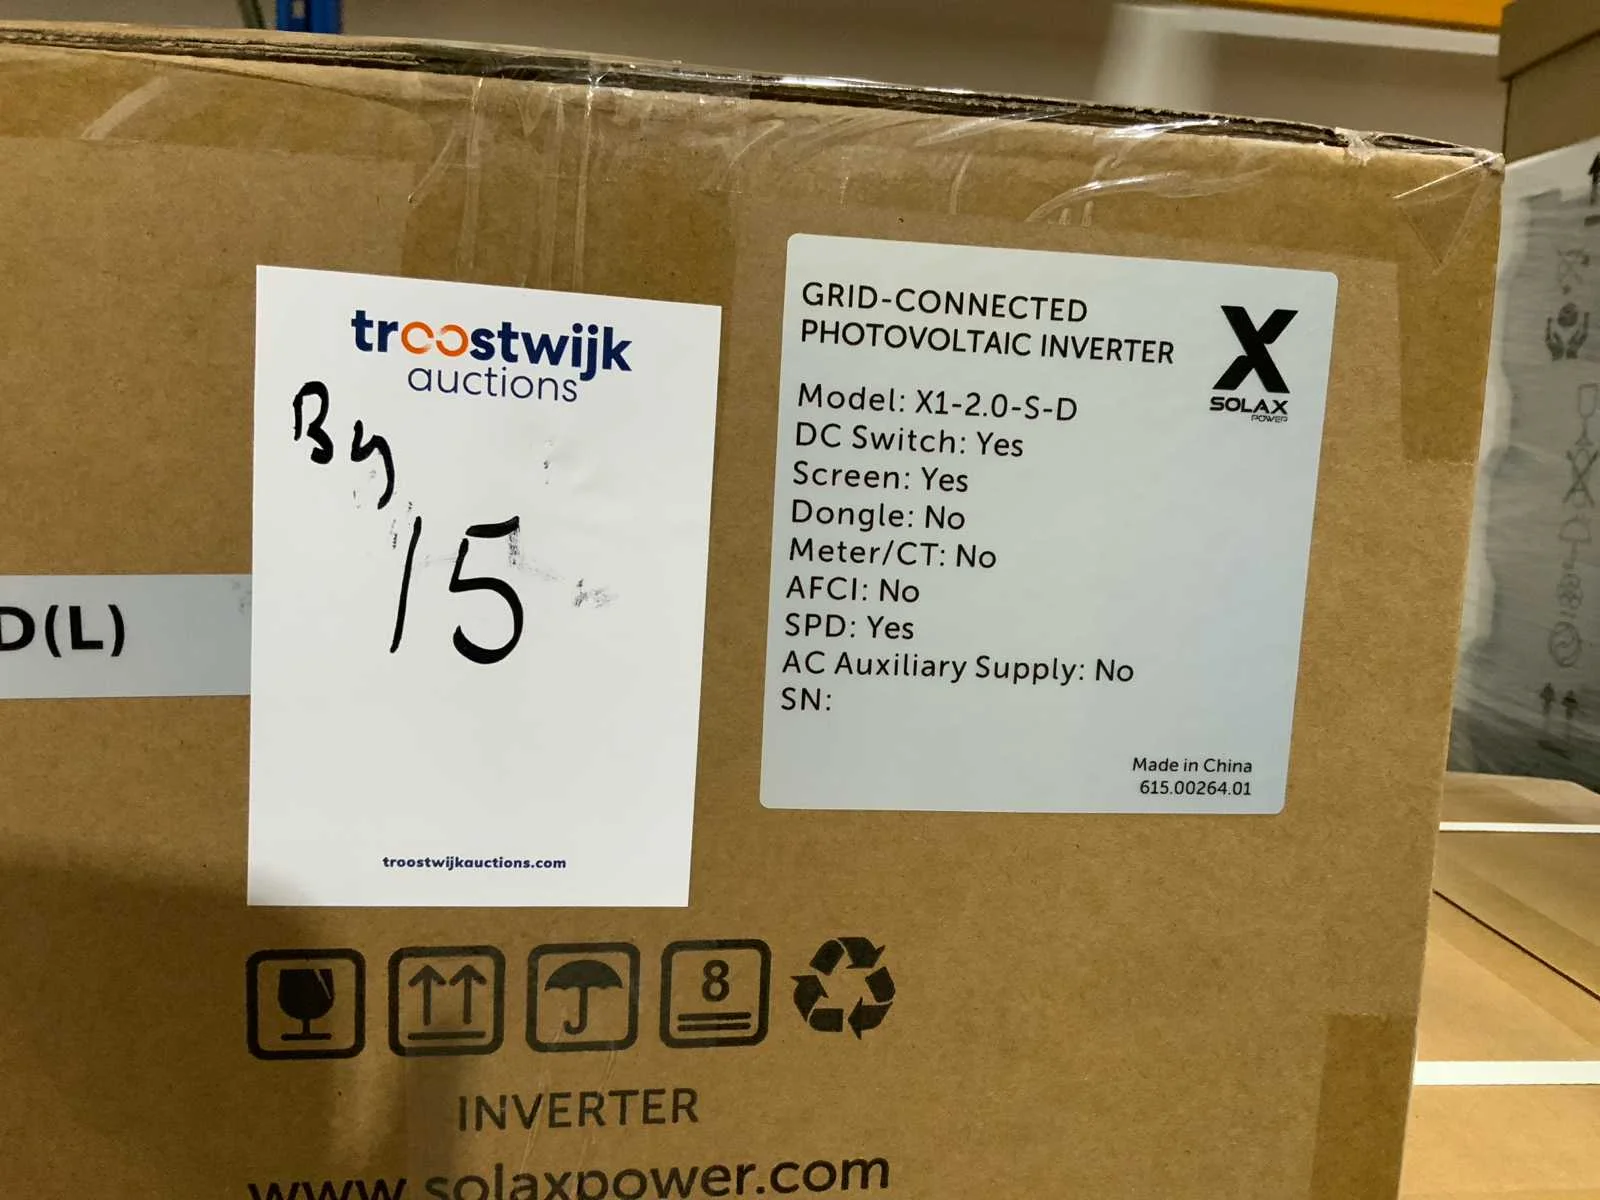 troostwijk
auctions
By
15
troostwijkauctions.com
D(L)
GRID-CONNECTED
PHOTOVOLTAIC INVERTER
X
SOLAX
POWER
Model: X1-2.0-S-D
DC Switch: Yes
Screen: Yes
Dongle: No
Meter/CT: No
AFCI: No
SPD: Yes
AC Auxiliary Supply: No
SN:
Made in China
615.00264.01
8
INVERTER
www.solaxpower.com